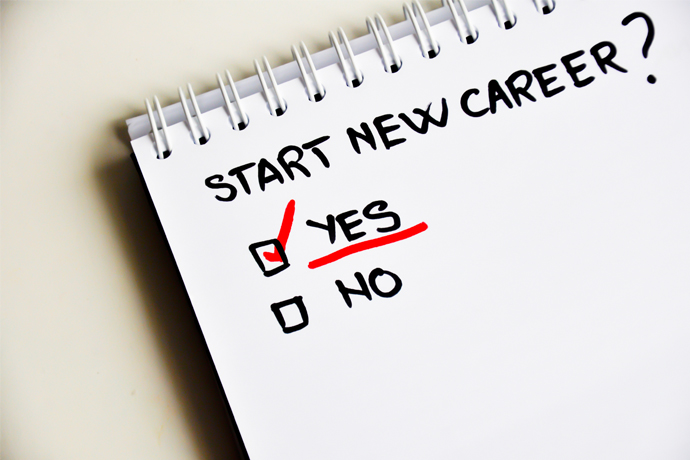 START NEW CAREER?
YES
NO